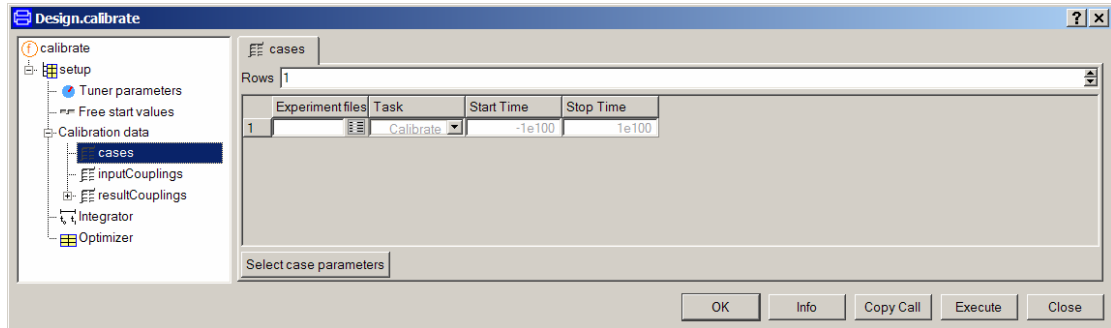 Design.calibrate
calibrate
setup
Tuner parameters
Free start values
Calibration data
cases
inputCouplings
resultCouplings
Integrator
Optimizer
cases
Rows 1
Experiment files Task Start Time Stop Time
1 Calibrate -1e100 1e100
Select case parameters
OK Info Copy Call Execute Close